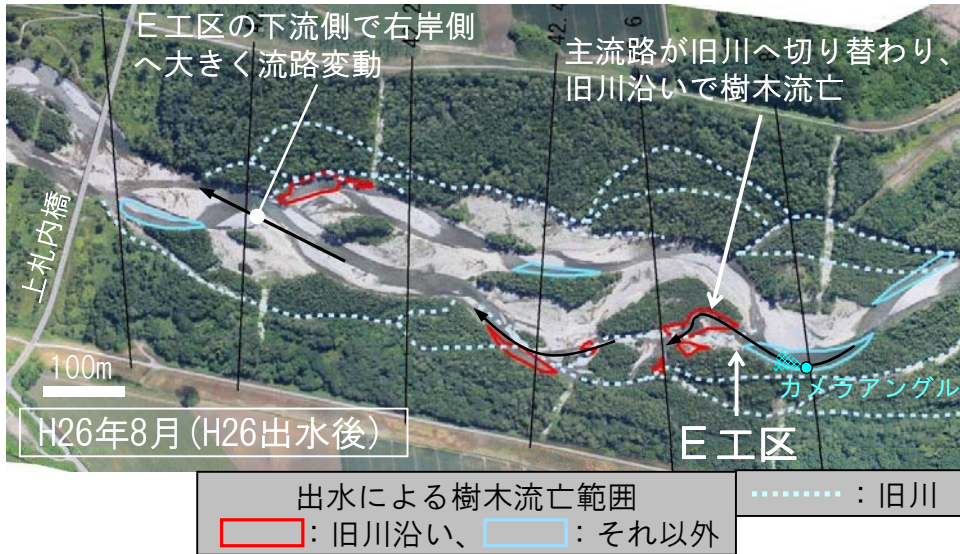 Ｅ工区の下流側で右岸側
へ大きく流路変動
主流路が旧川へ切り替わり、
旧川沿いで樹木流亡
42.4
6
上札内橋
100m
カメラアングル
H26年8月(H26出水後)
Ｅ工区
出水による樹木流亡範囲
：旧川沿い、
：それ以外
：旧川